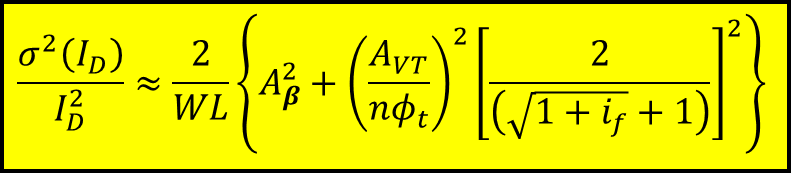 σ²(I_D)/I_D² ≈ 2/WL {A_β² + (A_VT/nϕ_t)² [2/(√(1 + i_f) + 1)]²}